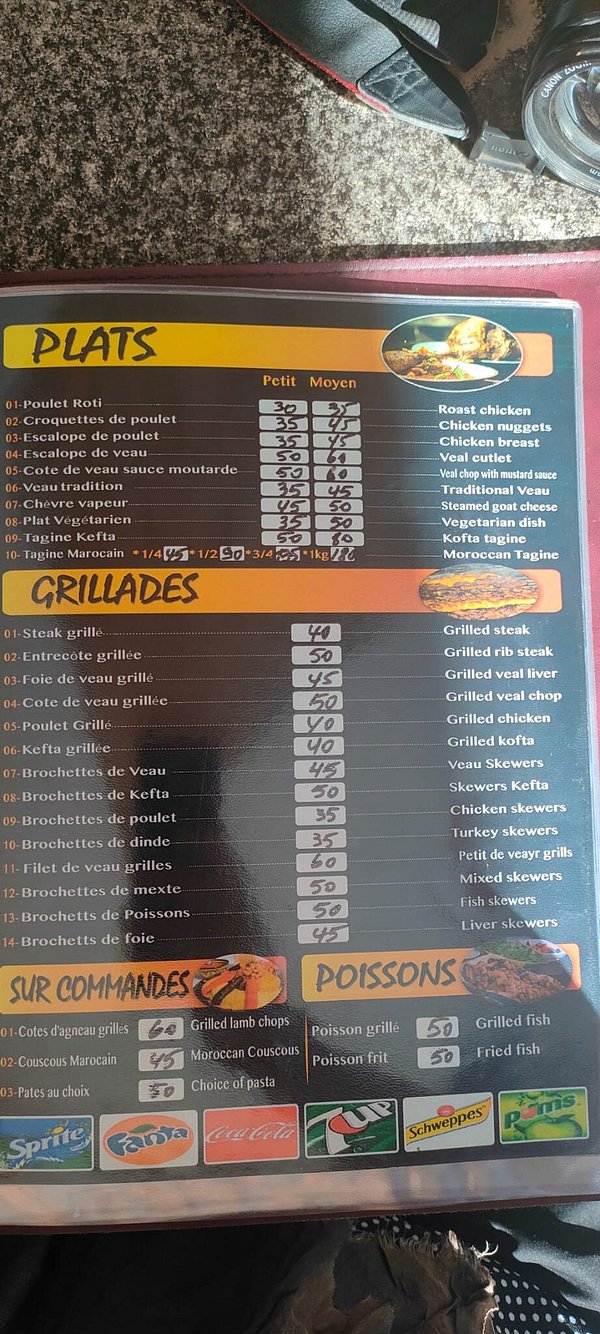 CANON ZOOM
Canon
PLATS
Petit Moyen
01-Poulet Roti 30 35 Roast chicken
02-Croquettes de poulet 35 45 Chicken nuggets
03-Escalope de poulet 35 45 Chicken breast
04-Escalope de veau 50 60 Veal cutlet
05-Cote de veau sauce moutarde 50 60 Veal chop with mustard sauce
06-Veau tradition 35 45 Traditional Veau
07-Chèvre vapeur 45 50 Steamed goat cheese
08-Plat Végétarien 35 50 Vegetarian dish
09-Tagine Kefta 50 80 Kofta tagine
10-Tagine Marocain *1/4 45 *1/2 90 *3/4 *1kg Moroccan Tagine
GRILLADES
01-Steak grillé 40 Grilled steak
02-Entrecôte grillée 50 Grilled rib steak
03-Foie de veau grillé 45 Grilled veal liver
04-Cote de veau grillée 50 Grilled veal chop
05-Poulet Grillé 40 Grilled chicken
06-Kefta grillée 40 Grilled kofta
07-Brochettes de Veau 45 Veau Skewers
08-Brochettes de Kefta 50 Skewers Kefta
09-Brochettes de poulet 35 Chicken skewers
10-Brochettes de dinde 35 Turkey skewers
11-Filet de veau grilles 60 Petit de veayr grills
12-Brochettes de mexte 50 Mixed skewers
13-Brochetts de Poissons 50 Fish skewers
14-Brochetts de foie 45 Liver skewers
SUR COMMANDES
01-Cotes d'agneau grillés 60 Grilled lamb chops
02-Couscous Marocain 45 Moroccan Couscous
03-Pates au choix 50 Choice of pasta
POISSONS
Poisson grillé 50 Grilled fish
Poisson frit 50 Fried fish
Sprite
Fanta
Coca-Cola
7UP
Schweppes
Poms